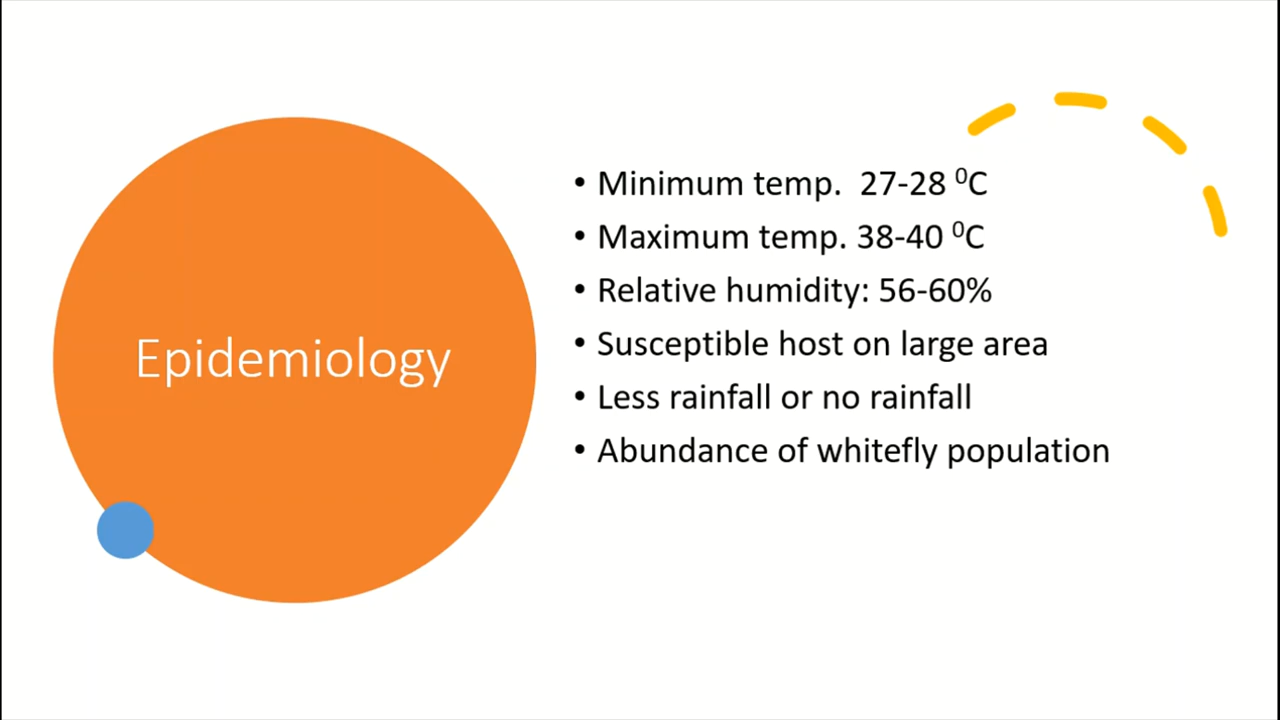 Epidemiology
• Minimum temp.  27-28 ⁰C
• Maximum temp. 38-40 ⁰C
• Relative humidity: 56-60%
• Susceptible host on large area
• Less rainfall or no rainfall
• Abundance of whitefly population